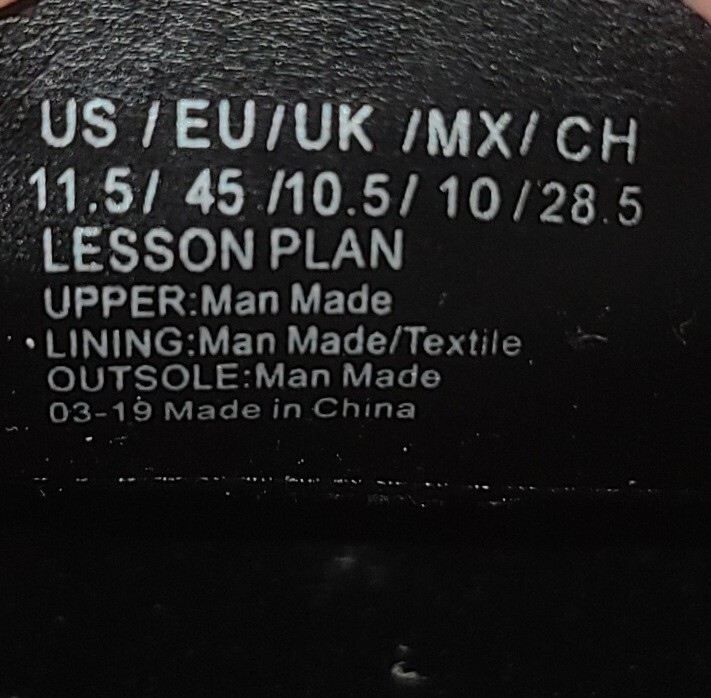 US / EU/UK /MX/ CH
11.5/ 45 /10.5/ 10/28.5
LESSON PLAN
UPPER:Man Made
LINING:Man Made/Textile
OUTSOLE:Man Made
03-19 Made in China